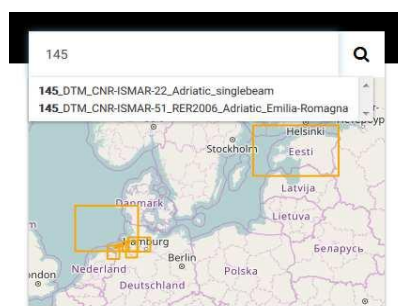 145
145_DTM_CNR-ISMAR-22_Adriatic_singlebeam
145_DTM_CNR-ISMAR-51_RER2006_Adriatic_Emilia-Romagna
Helsinki
Stockholm
Eesti
Latvija
Danmark
Lietuva
Hamburg
Беларусь
Berlin
Nederland
Polska
Deutschland